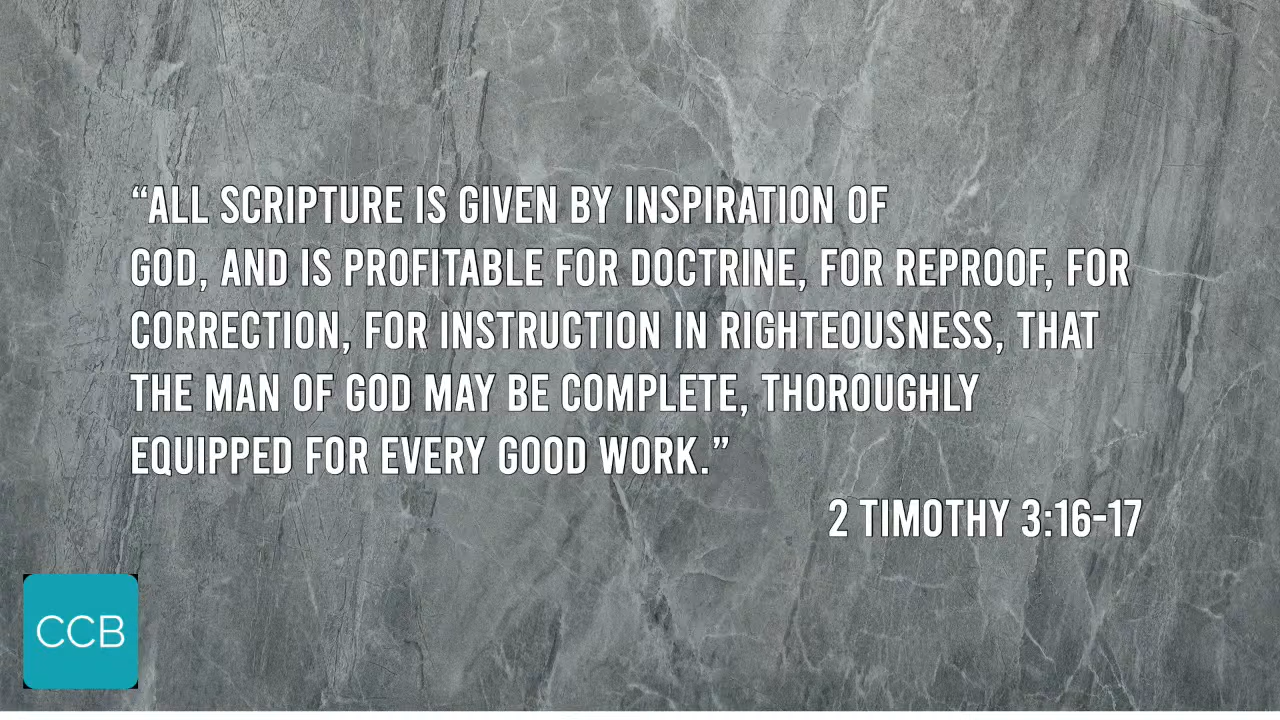 “ALL SCRIPTURE IS GIVEN BY INSPIRATION OF
GOD, AND IS PROFITABLE FOR DOCTRINE, FOR REPROOF, FOR
CORRECTION, FOR INSTRUCTION IN RIGHTEOUSNESS, THAT
THE MAN OF GOD MAY BE COMPLETE, THOROUGHLY
EQUIPPED FOR EVERY GOOD WORK.”
2 TIMOTHY 3:16-17
CCB